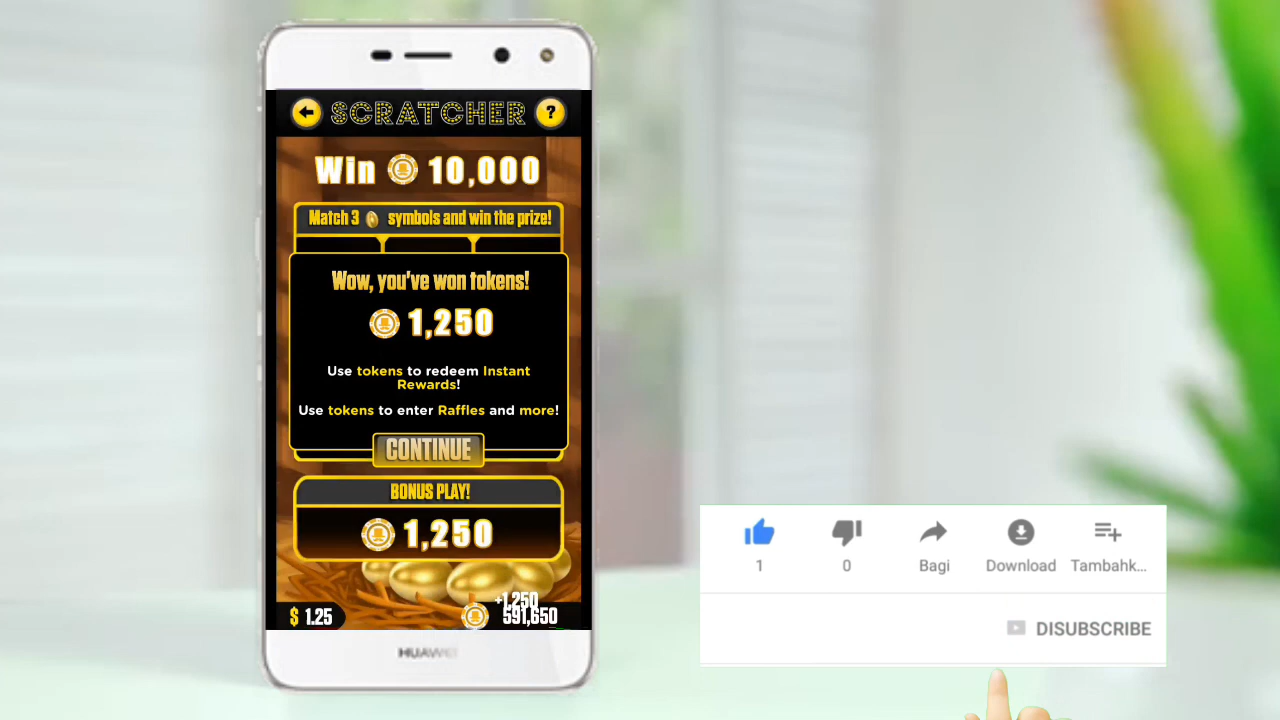 SCRATCHER ?
Win 10,000
Match 3 symbols and win the prize!
Wow, you've won tokens!
1,250
Use tokens to redeem Instant
Rewards!
Use tokens to enter Raffles and more!
CONTINUE
BONUS PLAY!
1,250
+1,250
$ 1.25 591,650
HUAWEI
1 0 Bagi Download Tambahk...
DISUBSCRIBE